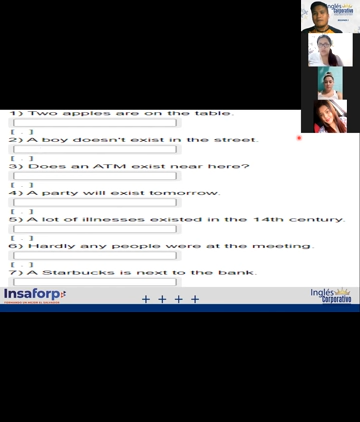 Inglés
Corporativo
1) Two apples are on the table.
[ . ]
2) A boy doesn't exist in the street.
[ . ]
3) Does an ATM exist near here?
[ . ]
4) A party will exist tomorrow.
[ . ]
5) A lot of illnesses existed in the 14th century.
[ . ]
6) Hardly any people were at the meeting.
[ . ]
7) A Starbucks is next to the bank.
Insaforp
Inglés
Corporativo